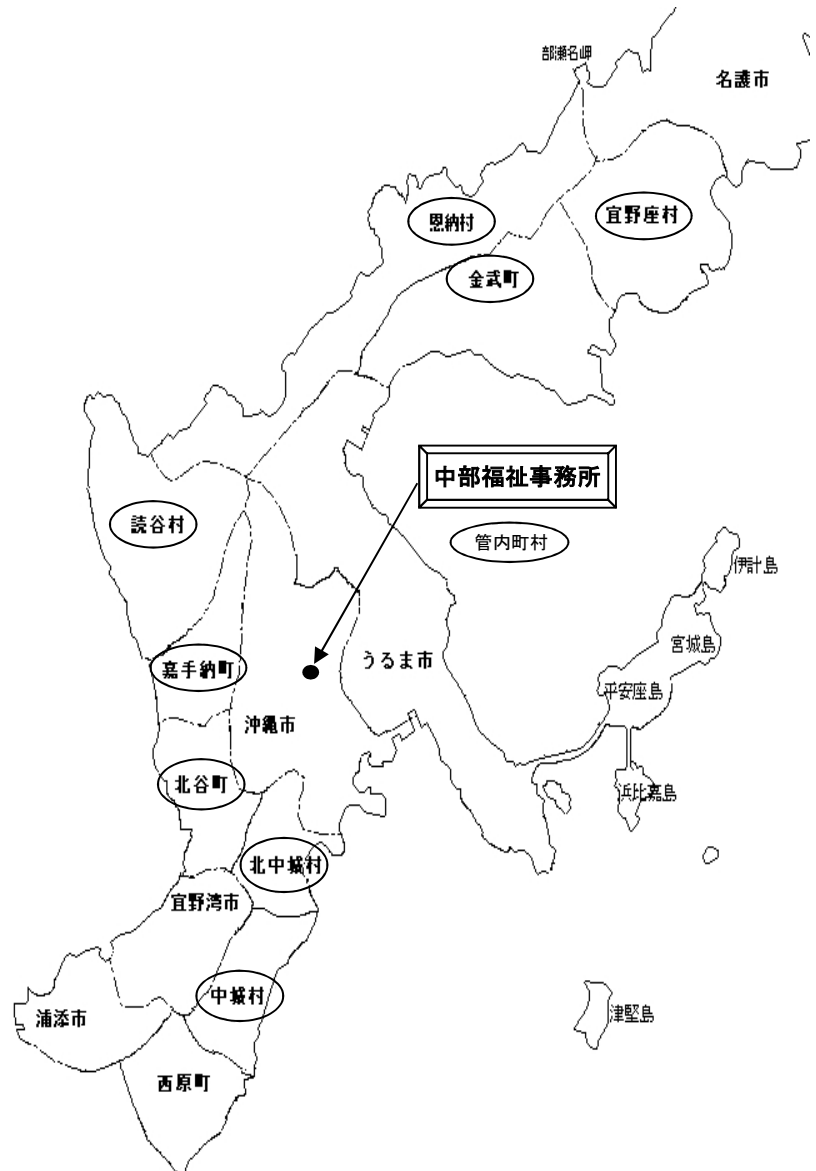 部瀬名岬
名護市
恩納村
宜野座村
金武町
中部福祉事務所
読谷村
管内町村
伊計島
宮城島
嘉手納町
うるま市
平安座島
沖縄市
北谷町
浜比嘉島
北中城村
宜野湾市
中城村
浦添市
津堅島
西原町